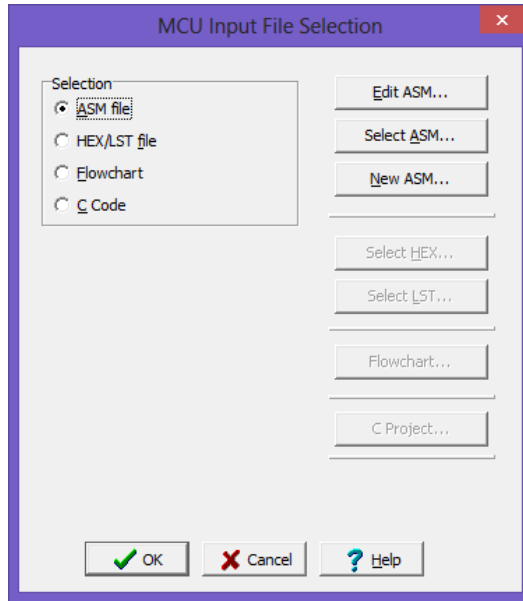 MCU Input File Selection
Selection
ASM file
HEX/LST file
Flowchart
C Code
Edit ASM...
Select ASM...
New ASM...
Select HEX...
Select LST...
Flowchart...
C Project...
OK
Cancel
Help